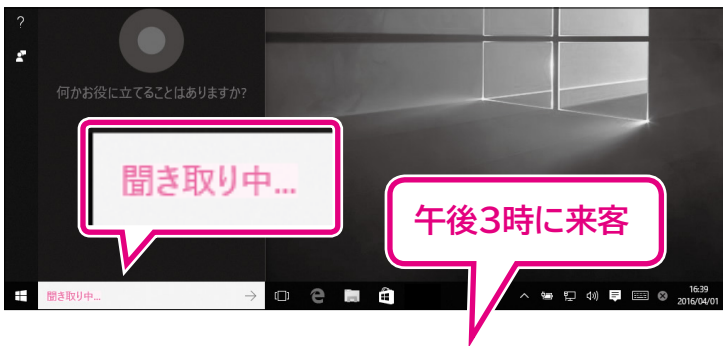 ?
何かお役に立てることはありますか?
聞き取り中...
午後3時に来客
聞き取り中...
16:39
2016/04/01